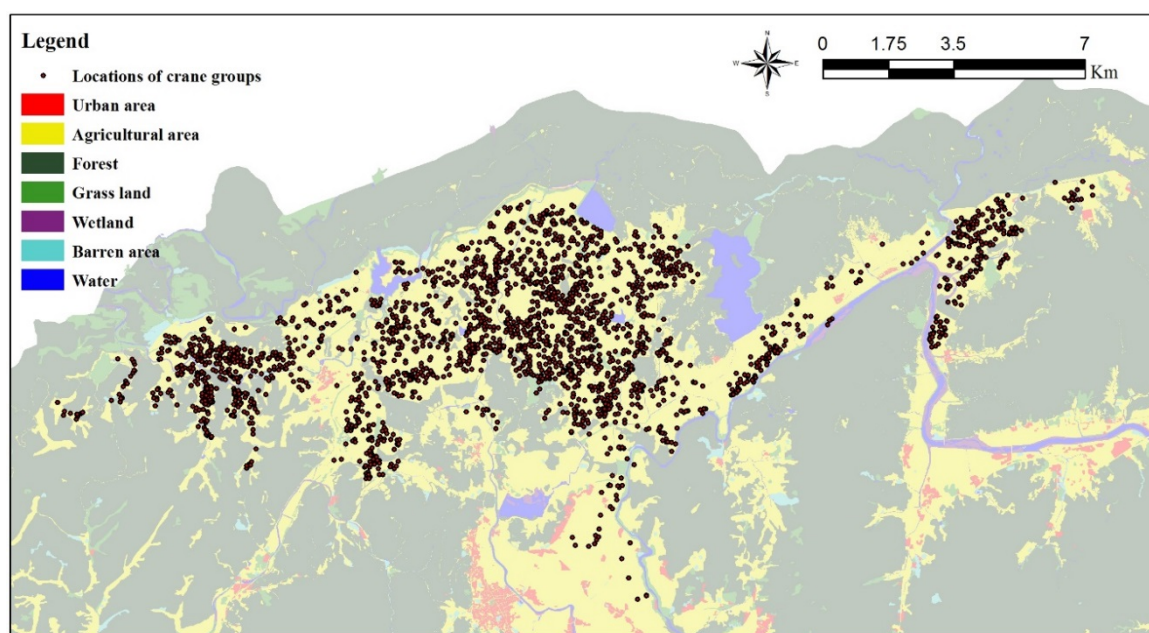 Legend
Locations of crane groups
Urban area
Agricultural area
Forest
Grass land
Wetland
Barren area
Water
N
W E
S
0 1.75 3.5 7
Km